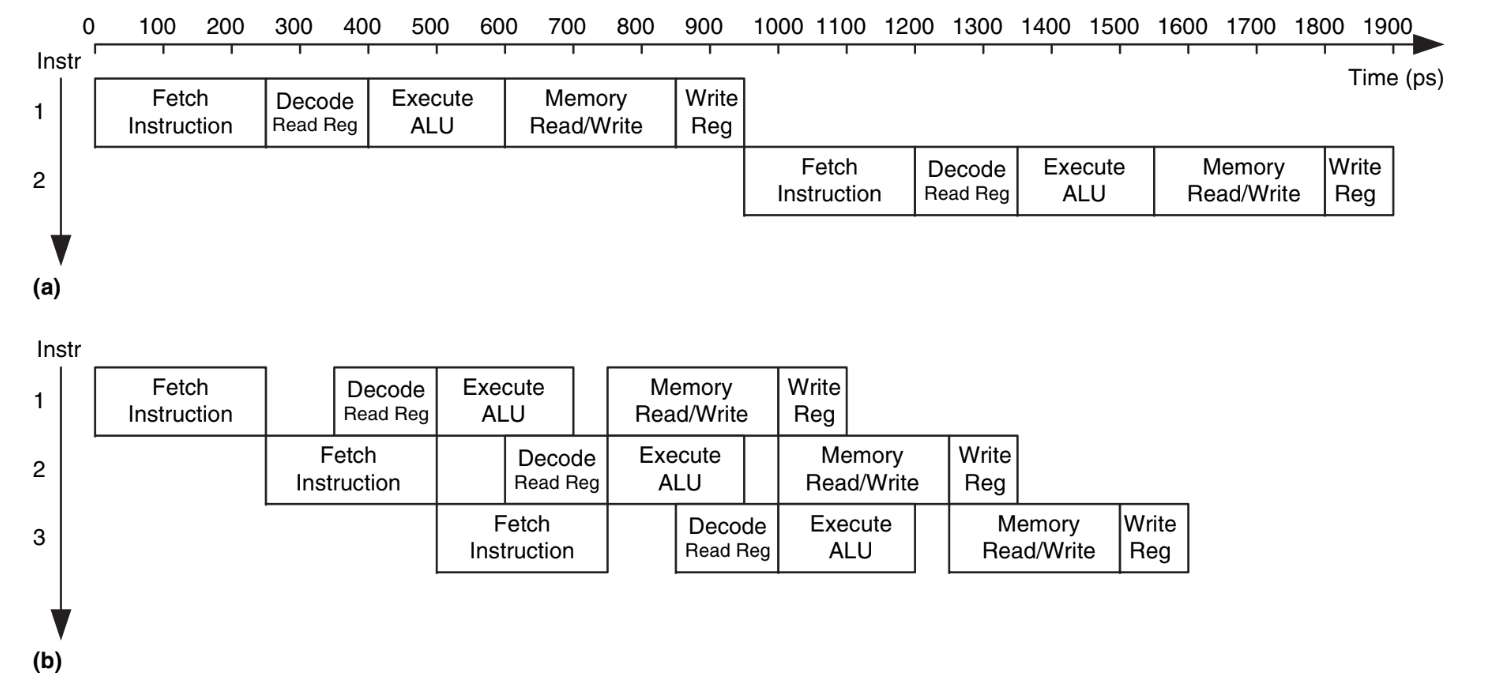 0 100 200 300 400 500 600 700 800 900 1000 1100 1200 1300 1400 1500 1600 1700 1800 1900
Instr
Time (ps)
1
Fetch
Instruction
Decode
Read Reg
Execute
ALU
Memory
Read/Write
Write
Reg
2
Fetch
Instruction
Decode
Read Reg
Execute
ALU
Memory
Read/Write
Write
Reg
(a)
Instr
1
Fetch
Instruction
Decode
Read Reg
Execute
ALU
Memory
Read/Write
Write
Reg
2
Fetch
Instruction
Decode
Read Reg
Execute
ALU
Memory
Read/Write
Write
Reg
3
Fetch
Instruction
Decode
Read Reg
Execute
ALU
Memory
Read/Write
Write
Reg
(b)